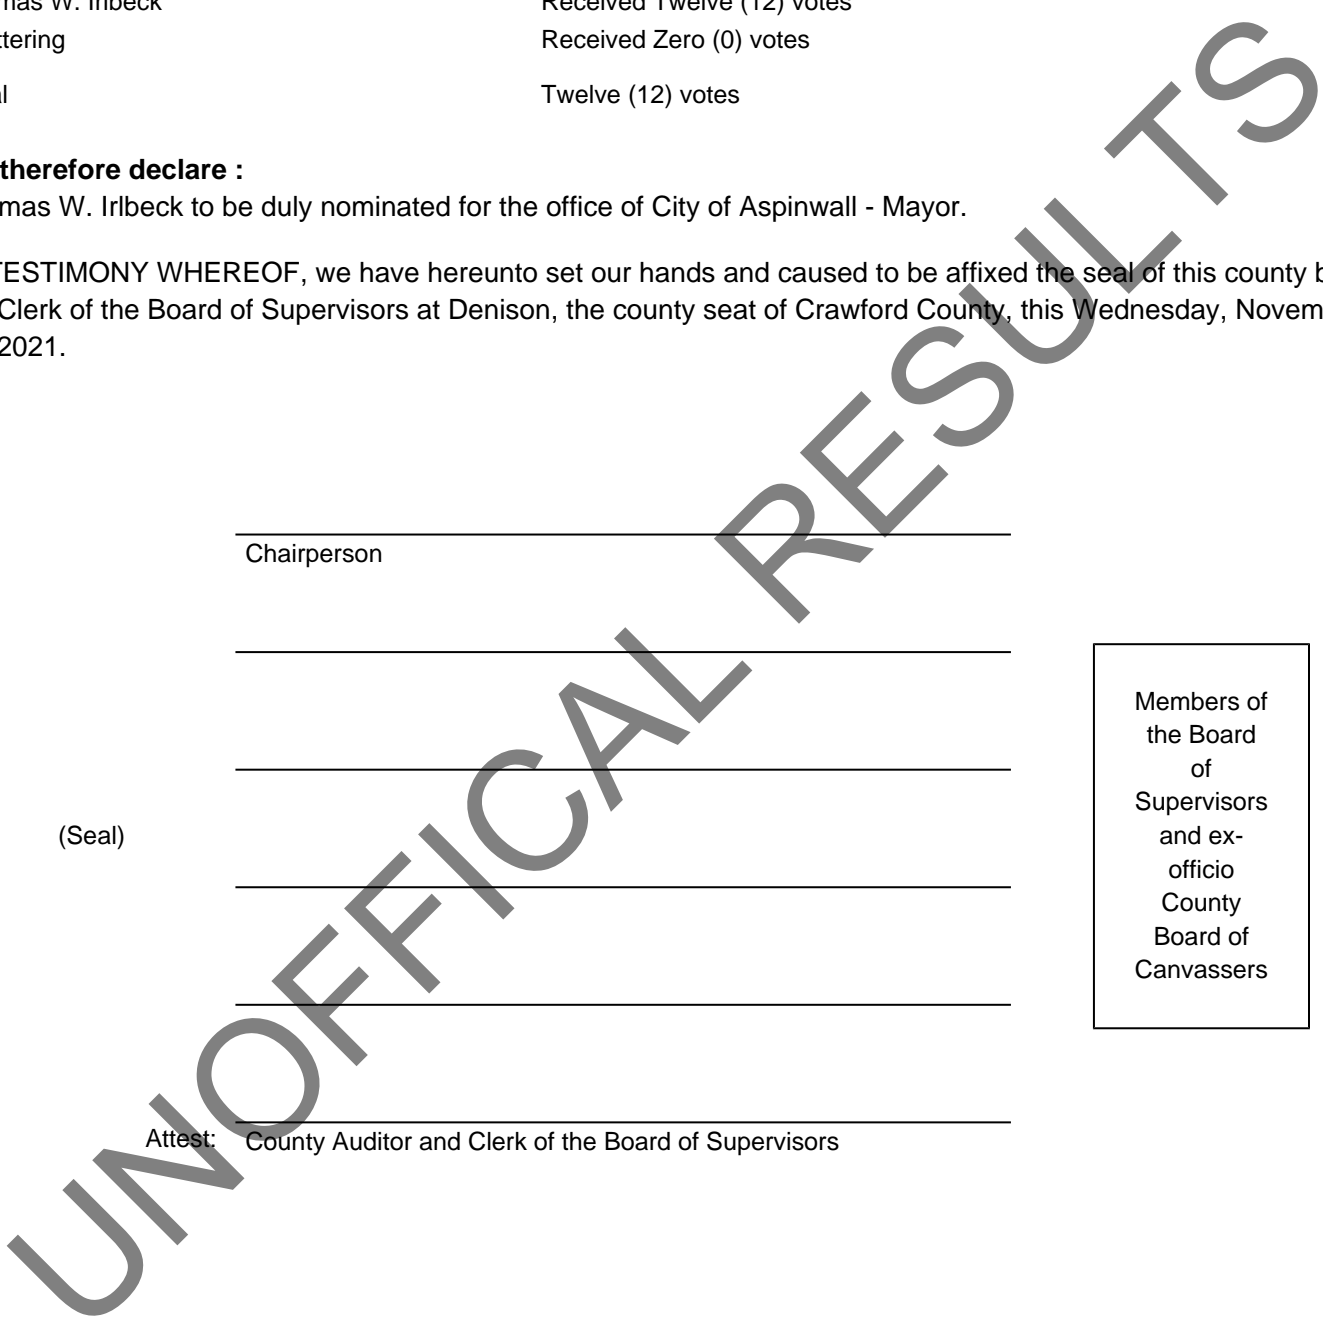 mas W. Irlbeck Received Twelve (12) votes
ttering Received Zero (0) votes
al Twelve (12) votes
therefore declare :
mas W. Irlbeck to be duly nominated for the office of City of Aspinwall - Mayor.
TESTIMONY WHEREOF, we have hereunto set our hands and caused to be affixed the seal of this county b
Clerk of the Board of Supervisors at Denison, the county seat of Crawford County, this Wednesday, Novem
2021.
Chairperson
Members of
the Board
of
Supervisors
and ex-
officio
County
Board of
Canvassers
(Seal)
Attest: County Auditor and Clerk of the Board of Supervisors
UNOFFICAL RESULTS